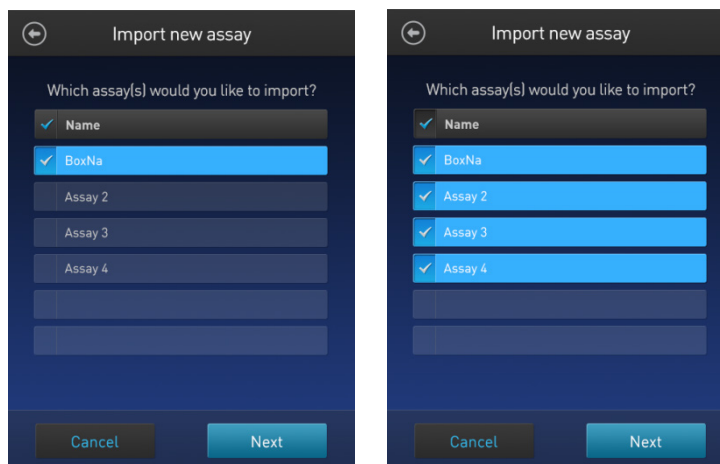 Import new assay
Which assay(s) would you like to import?
Name
BoxNa
Assay 2
Assay 3
Assay 4
Cancel Next
Import new assay
Which assay(s) would you like to import?
Name
BoxNa
Assay 2
Assay 3
Assay 4
Cancel Next